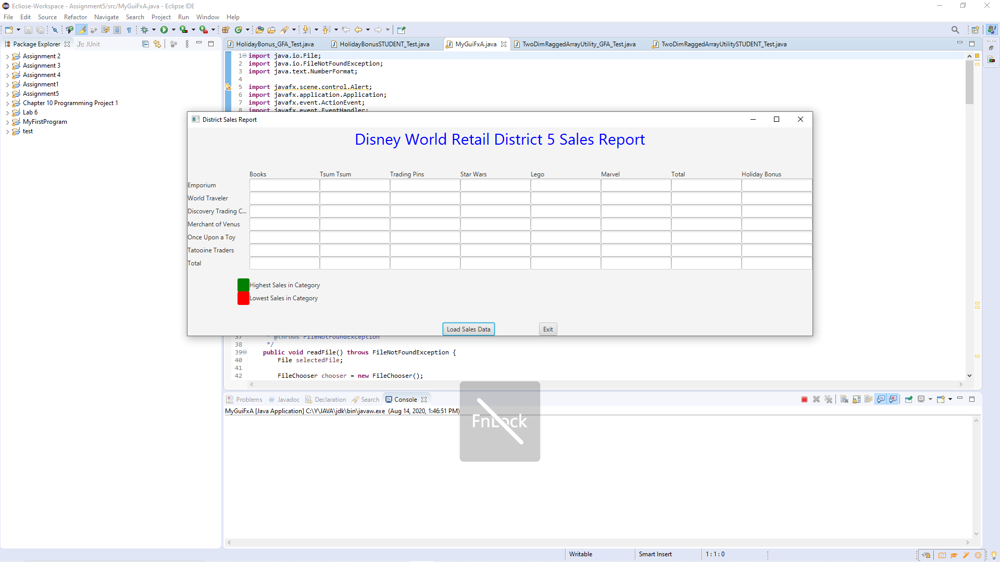 Ecliose-Workspace - Assignment5/src/MyGuiFxA.java - Eclipse IDE
File Edit Source Refactor Navigate Search Project Run Window Help
Package Explorer JUnit
Assignment 2
Assignment 3
Assignment 4
Assignment1
Assignment5
Chapter 10 Programming Project 1
Lab 6
MyFirstProgram
test
HolidayBonus_GFA_Test.java HolidayBonusSTUDENT_Test.java MyGuiFxA.java TwoDimRaggedArrayUtility_GFA_Test.java TwoDimRaggedArrayUtilitySTUDENT_Test.java
1 import java.io.File;
2 import java.io.FileNotFoundException;
3 import java.text.NumberFormat;
4
5 import javafx.scene.control.Alert;
6 import javafx.application.Application;
7 import javafx.event.ActionEvent;
8 import javafx.event.EventHandler;
District Sales Report
Disney World Retail District 5 Sales Report
Books Tsum Tsum Trading Pins Star Wars Lego Marvel Total Holiday Bonus
Emporium
World Traveler
Discovery Trading C...
Merchant of Venus
Once Upon a Toy
Tatooine Traders
Total
Highest Sales in Category
Lowest Sales in Category
Load Sales Data Exit
37 * @throws FileNotFoundException
38 */
39 public void readFile() throws FileNotFoundException {
40 File selectedFile;
41
42 FileChooser chooser = new FileChooser();
Problems @ Javadoc Declaration Search Console
MyGuiFxA [Java Application] C:\Y\JAVA\jdk\bin\javaw.exe (Aug 14, 2020, 1:46:51 PM)
FnLock
Writable Smart Insert 1 : 1 : 0